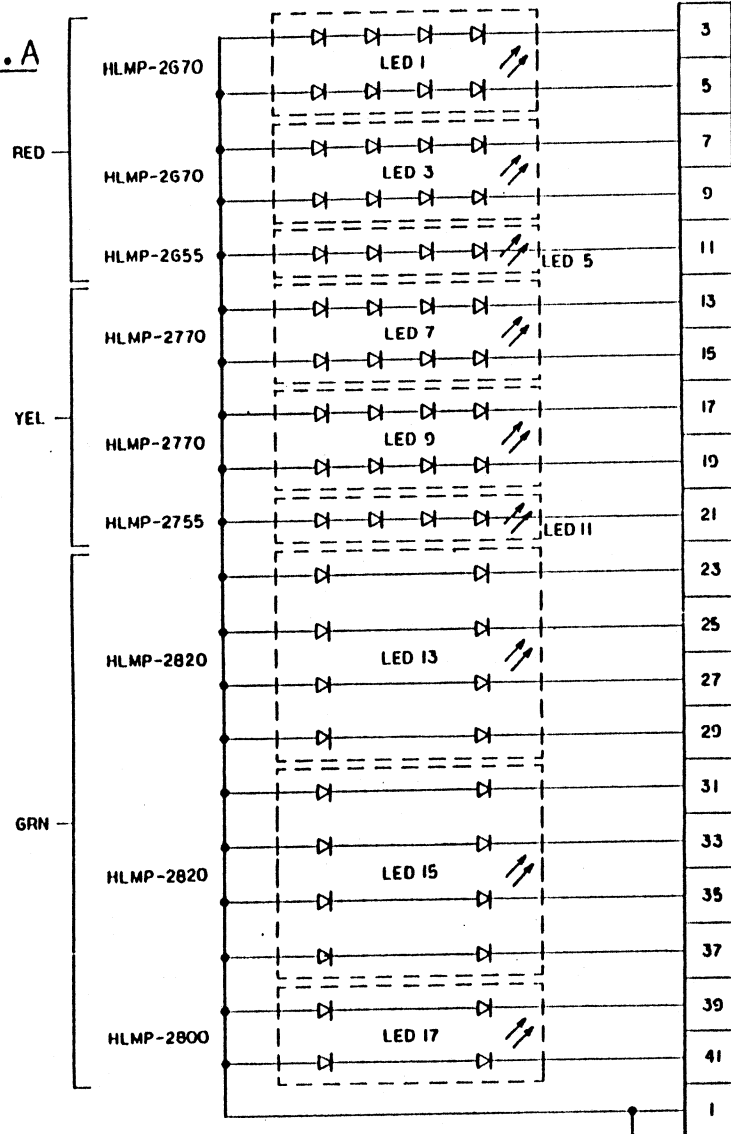 .A
3
HLMP-2670
LED 1
5
7
RED
HLMP-2670
LED 3
9
HLMP-2655
LED 5
11
13
HLMP-2770
LED 7
15
17
YEL
HLMP-2770
LED 9
19
HLMP-2755
LED 11
21
23
25
HLMP-2820
LED 13
27
29
31
GRN
33
HLMP-2820
LED 15
35
37
39
HLMP-2800
LED 17
41
1